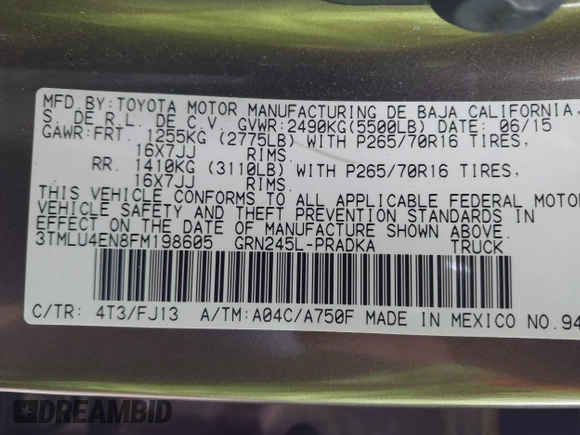 MFD.BY:TOYOTA MOTOR MANUFACTURING DE BAJA CALIFORNIA,
S. DE R.L. DE C.V. GVWR:2490KG(5500LB) DATE: 06/15
GAWR:FRT. 1255KG (2775LB) WITH P265/70R16 TIRES,
16X7JJ RIMS.
RR. 1410KG (3110LB) WITH P265/70R16 TIRES,
16X7JJ RIMS.
THIS VEHICLE CONFORMS TO ALL APPLICABLE FEDERAL MOTOR
VEHICLE SAFETY AND THEFT PREVENTION STANDARDS IN
EFFECT ON THE DATE OF MANUFACTURE SHOWN ABOVE.
3TMLU4EN8FM198605 GRN245L-PRADKA TRUCK
C/TR: 4T3/FJ13 A/TM:A04C/A750F MADE IN MEXICO NO.94
DREAMBID